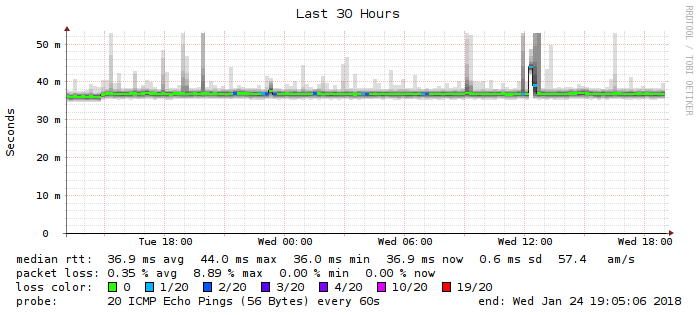 Last 30 Hours
RRDTOOL / TOBI OETIKER
Seconds
50 m
40 m
30 m
20 m
10 m
0
Tue 18:00 Wed 00:00 Wed 06:00 Wed 12:00 Wed 18:00
median rtt: 36.9 ms avg 44.0 ms max 36.0 ms min 36.9 ms now 0.6 ms sd 57.4 am/s
packet loss: 0.35 % avg 8.89 % max 0.00 % min 0.00 % now
loss color: 0 1/20 2/20 3/20 4/20 10/20 19/20
probe: 20 ICMP Echo Pings (56 Bytes) every 60s end: Wed Jan 24 19:05:06 2018